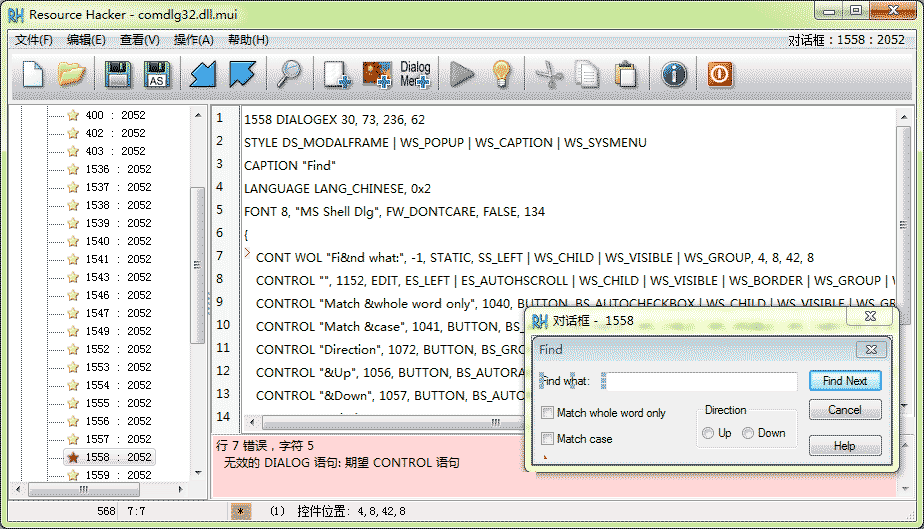 Resource Hacker - comdlg32.dll.mui
文件(F) 编辑(E) 查看(V) 操作(A) 帮助(H) 对话框 : 1558 : 2052
AS
Dialog
Menu
400 : 2052
402 : 2052
403 : 2052
1536 : 2052
1537 : 2052
1538 : 2052
1539 : 2052
1540 : 2052
1541 : 2052
1543 : 2052
1546 : 2052
1547 : 2052
1549 : 2052
1552 : 2052
1553 : 2052
1554 : 2052
1555 : 2052
1556 : 2052
1557 : 2052
1558 : 2052
1559 : 2052
1 1558 DIALOGEX 30, 73, 236, 62
2 STYLE DS_MODALFRAME | WS_POPUP | WS_CAPTION | WS_SYSMENU
3 CAPTION "Find"
4 LANGUAGE LANG_CHINESE, 0x2
5 FONT 8, "MS Shell Dlg", FW_DONTCARE, FALSE, 134
6 {
7 CONT WOL "Fi&nd what:", -1, STATIC, SS_LEFT | WS_CHILD | WS_VISIBLE | WS_GROUP, 4, 8, 42, 8
8 CONTROL "", 1152, EDIT, ES_LEFT | ES_AUTOHSCROLL | WS_CHILD | WS_VISIBLE | WS_BORDER | WS_GROUP |
9 CONTROL "Match &whole word only", 1040, BUTTON, BS_AUTOCHECKBOX | WS_CHILD | WS_VISIBLE | WS_GR
10 CONTROL "Match &case", 1041, BUTTON, BS_
11 CONTROL "Direction", 1072, BUTTON, BS_GRO
12 CONTROL "&Up", 1056, BUTTON, BS_AUTORA
13 CONTROL "&Down", 1057, BUTTON, BS_AUTO
14
对话框 - 1558
Find
Find what:
Find Next
Match whole word only
Match case
Direction
Up Down
Cancel
Help
行 7 错误，字符 5
无效的 DIALOG 语句: 期望 CONTROL 语句
568 7:7 (1) 控件位置: 4,8,42,8